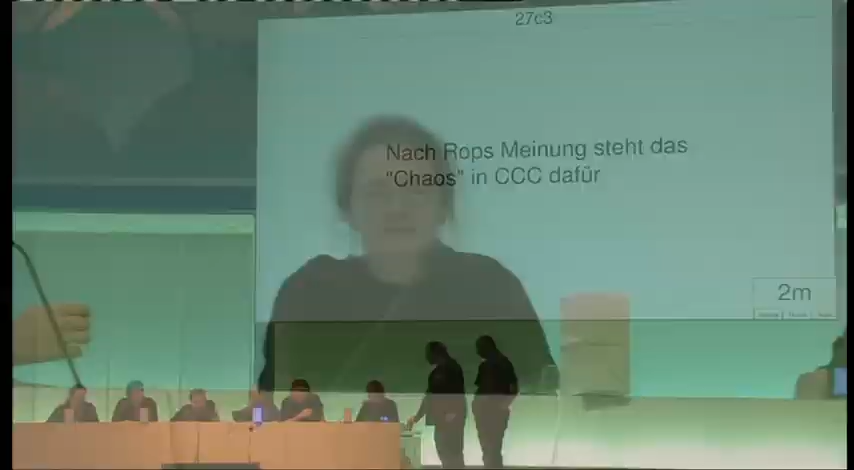 27c3
Nach Rops Meinung steht das
"Chaos" in CCC dafür
2m